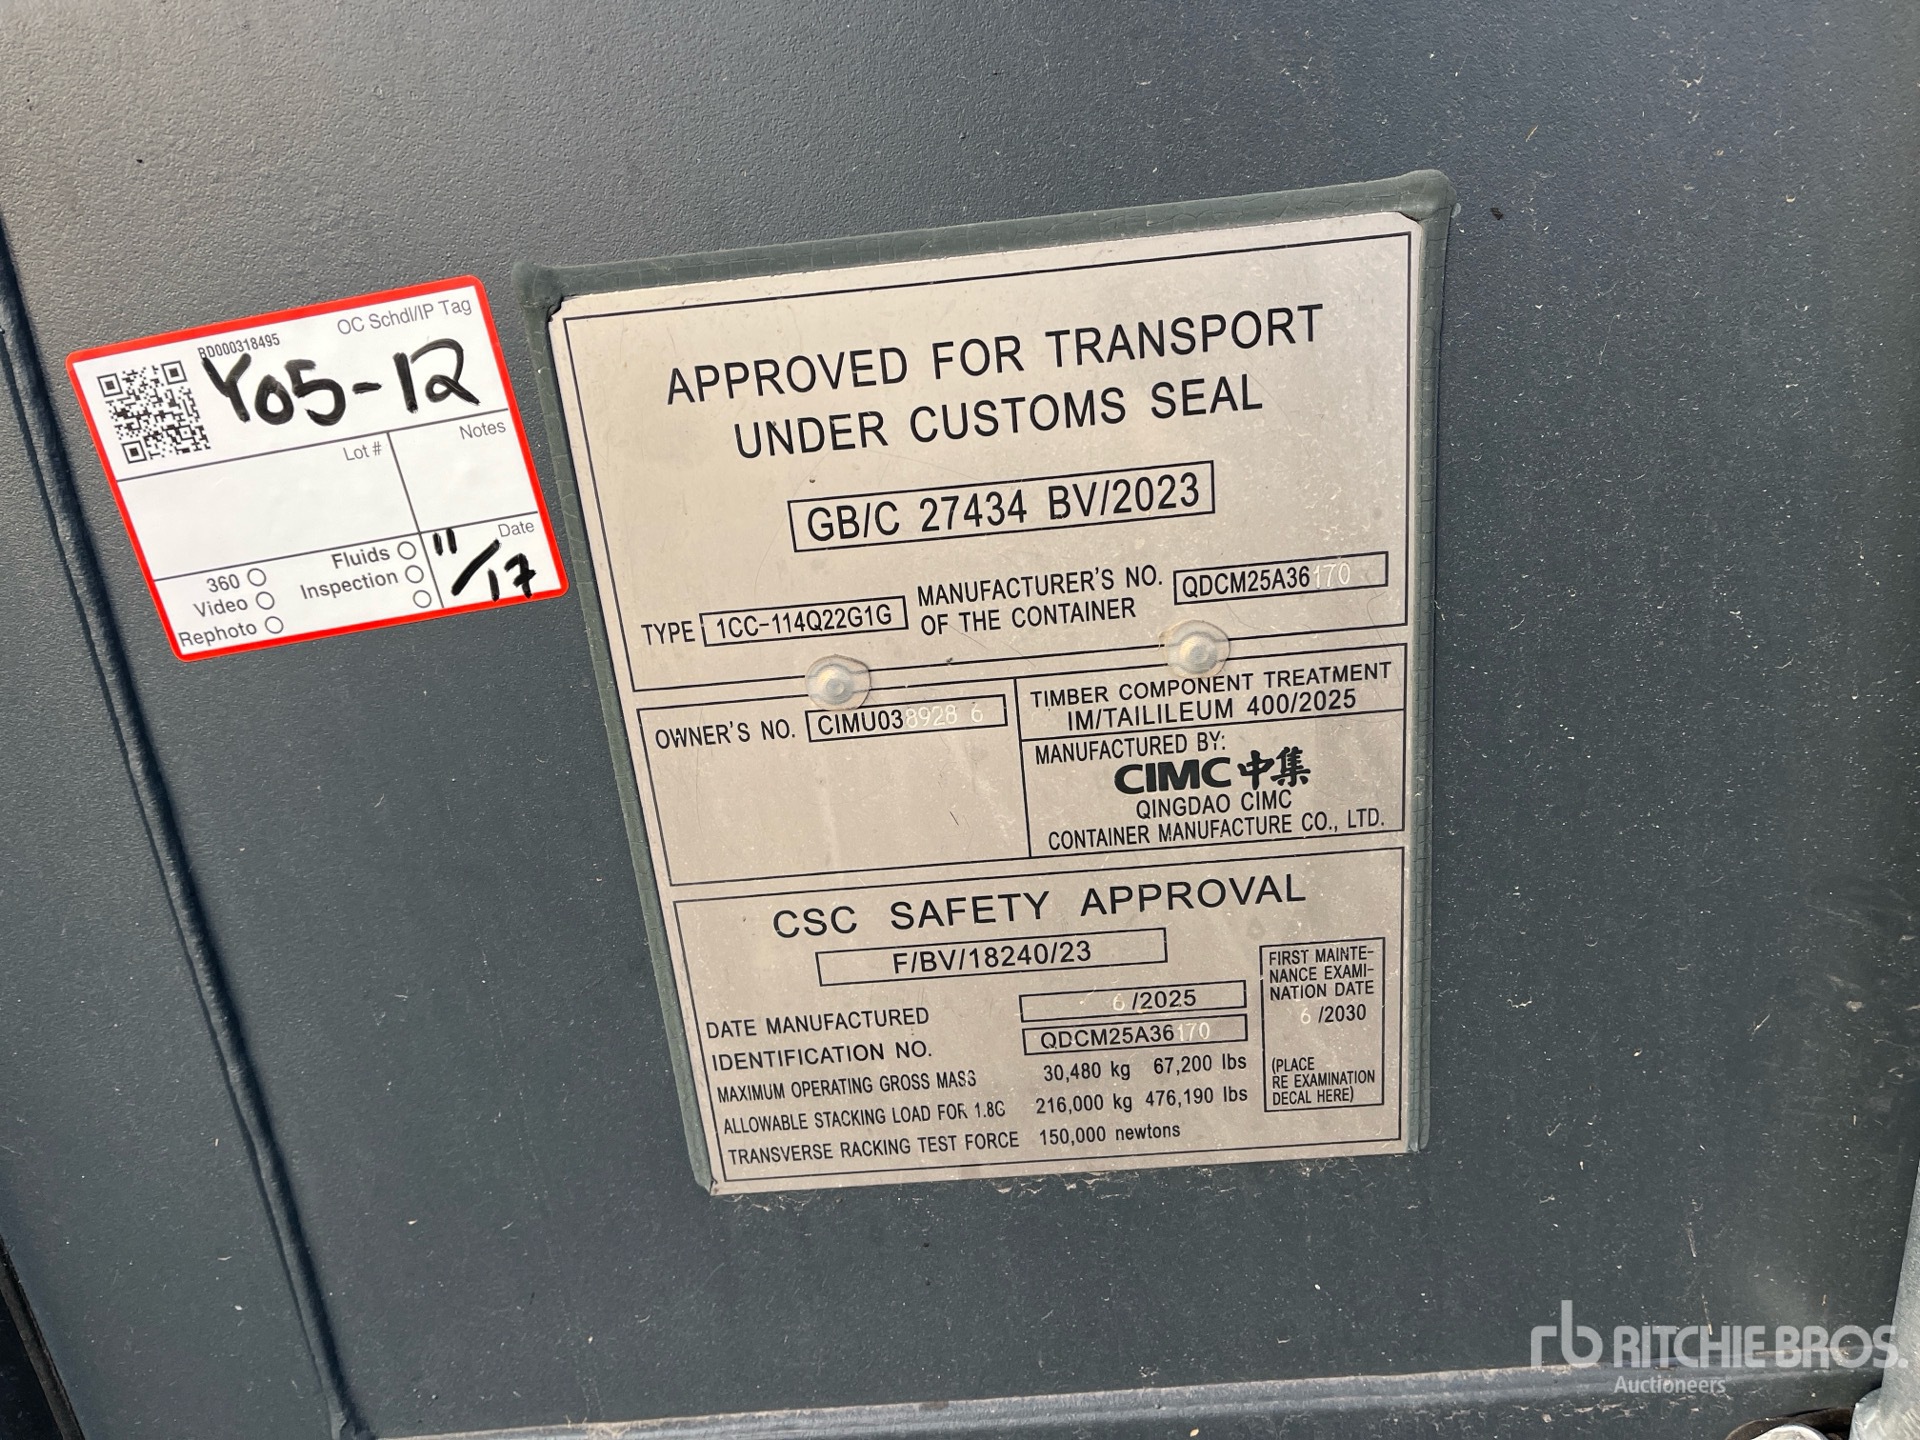 OC Schdl/IP Tag
BD000318495
Y05-12
Lot #
Notes
Date
11/17
360
Video
Rephoto
Fluids
Inspection
APPROVED FOR TRANSPORT
UNDER CUSTOMS SEAL
GB/C 27434 BV/2023
TYPE 1CC-114Q22G1G
MANUFACTURER'S NO.
OF THE CONTAINER
QDCM25A36170
OWNER'S NO. CIMU038928 6
TIMBER COMPONENT TREATMENT
IM/TAILILEUM 400/2025
MANUFACTURED BY:
CIMC 中集
QINGDAO CIMC
CONTAINER MANUFACTURE CO., LTD.
CSC SAFETY APPROVAL
F/BV/18240/23
DATE MANUFACTURED 6 /2025
IDENTIFICATION NO. QDCM25A36170
MAXIMUM OPERATING GROSS MASS 30,480 kg 67,200 lbs
ALLOWABLE STACKING LOAD FOR 1.8G 216,000 kg 476,190 lbs
TRANSVERSE RACKING TEST FORCE 150,000 newtons
FIRST MAINTE-
NANCE EXAMI-
NATION DATE
6 /2030
(PLACE
RE EXAMINATION
DECAL HERE)
rb RITCHIE BROS.
Auctioneers